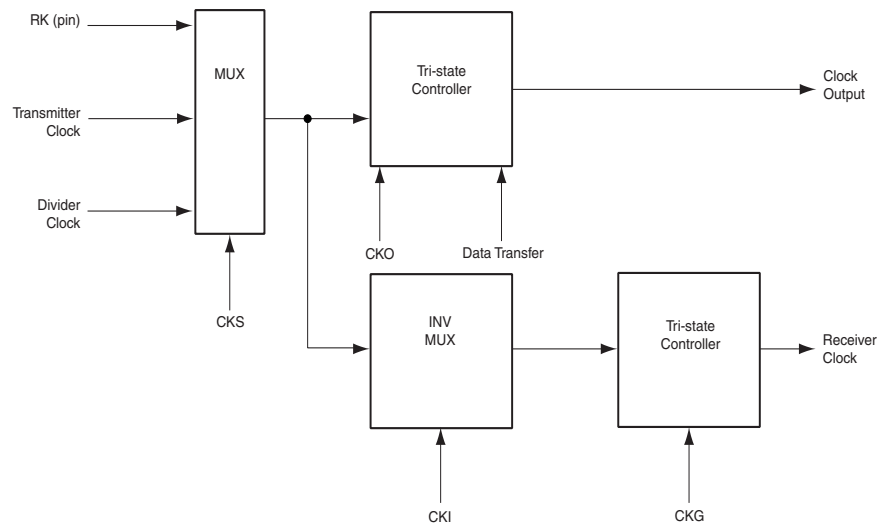 RK (pin)
MUX
Tri-state
Controller
Clock
Output
Transmitter
Clock
Divider
Clock
CKO
Data Transfer
CKS
INV
MUX
Tri-state
Controller
Receiver
Clock
CKI
CKG